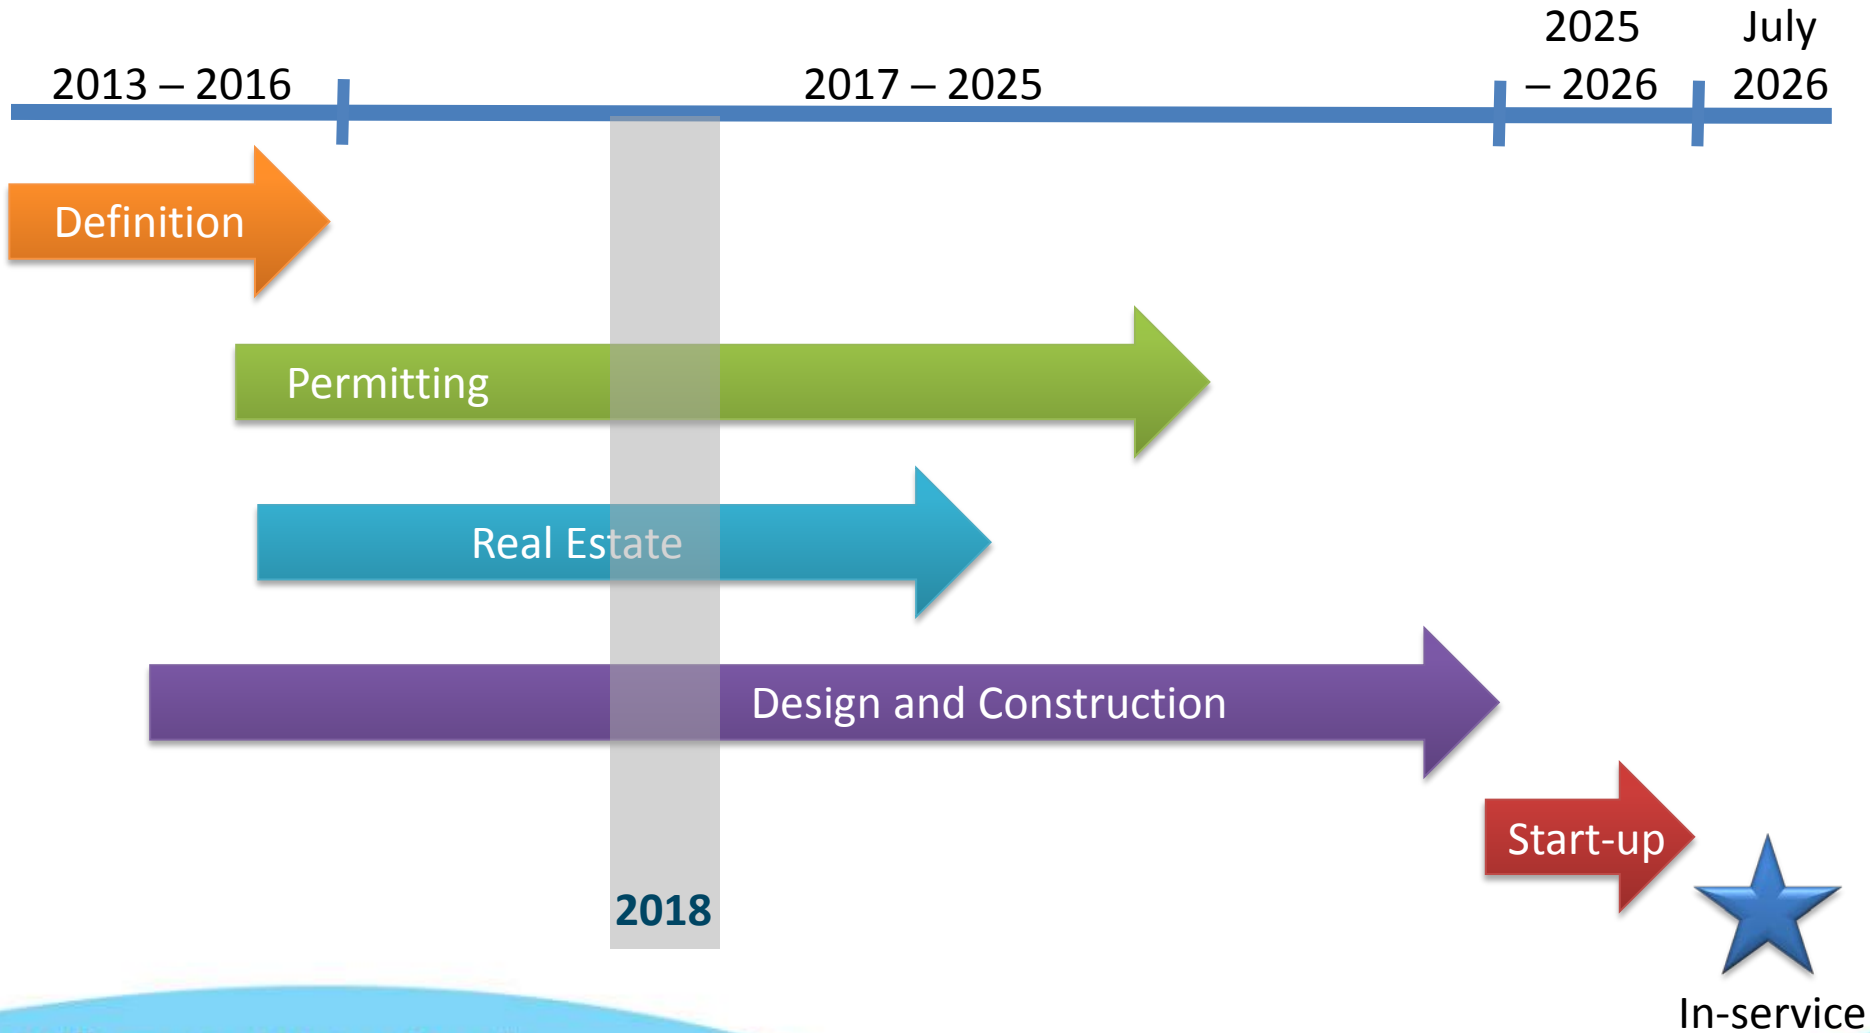 2013 – 2016
2017 – 2025
2025
– 2026
July
2026
Definition
Permitting
Real Estate
Design and Construction
Start-up
2018
In-service